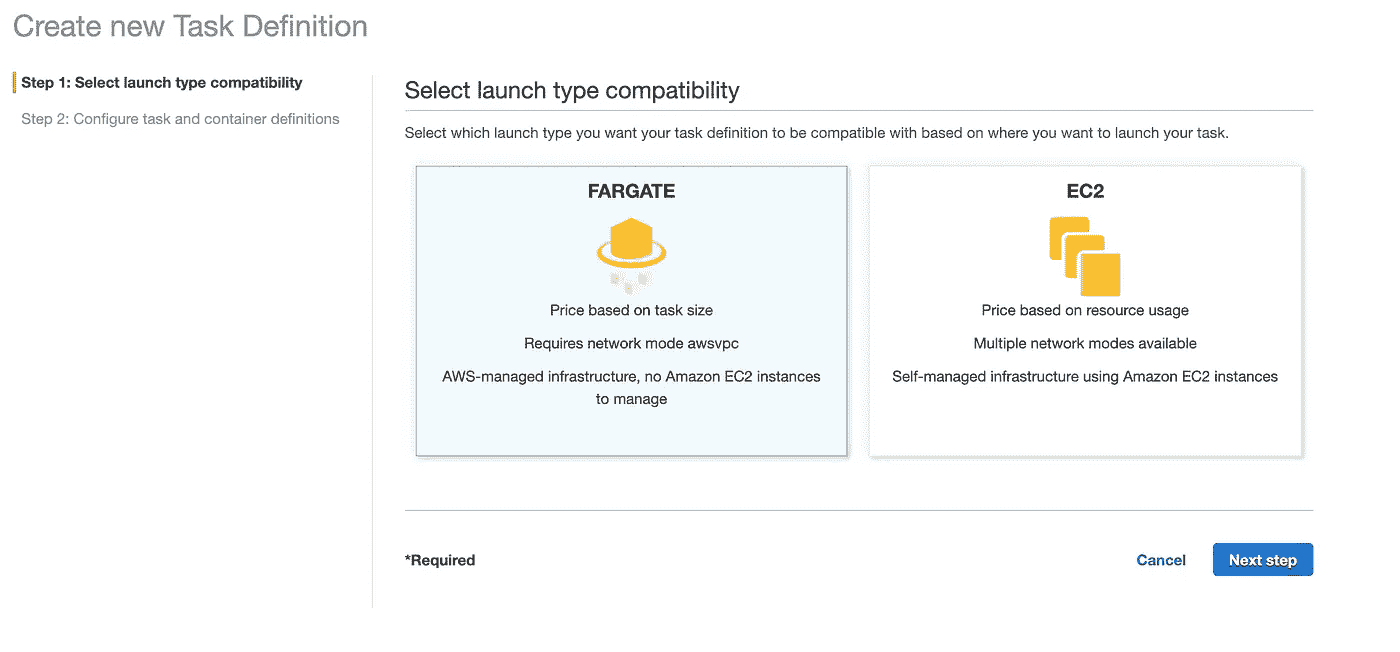 Create new Task Definition
Step 1: Select launch type compatibility
Step 2: Configure task and container definitions
Select launch type compatibility
Select which launch type you want your task definition to be compatible with based on where you want to launch your task.
FARGATE
Price based on task size
Requires network mode awsvpc
AWS-managed infrastructure, no Amazon EC2 instances
to manage
EC2
Price based on resource usage
Multiple network modes available
Self-managed infrastructure using Amazon EC2 instances
*Required
Cancel
Next step